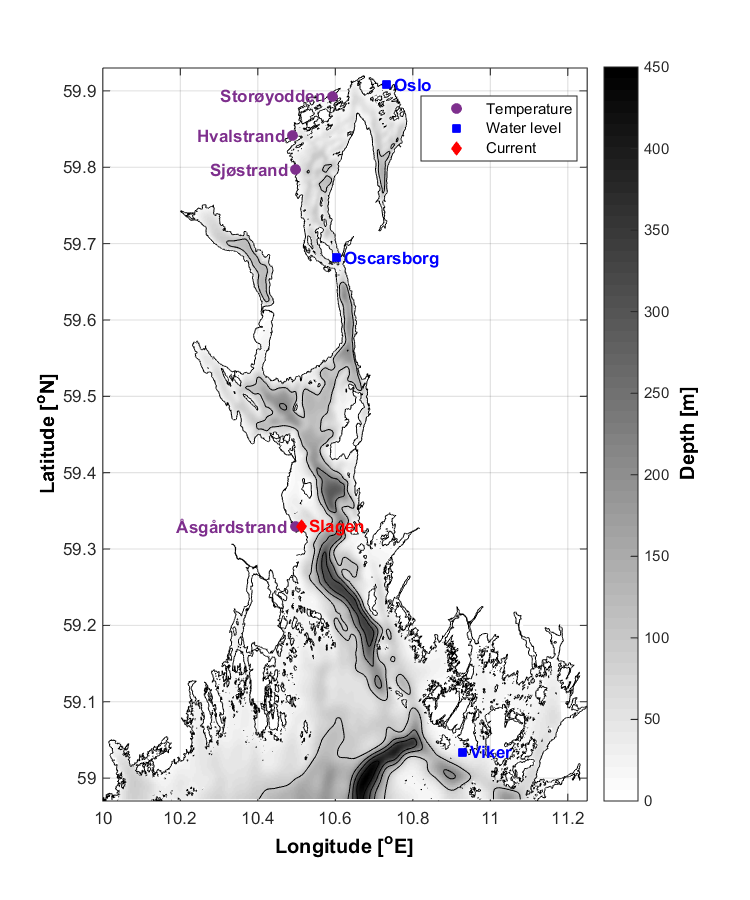 59.9
59.8
59.7
59.6
59.5
59.4
59.3
59.2
59.1
59
Latitude [°N]
10
10.2
10.4
10.6
10.8
11
11.2
Longitude [°E]
Oslo
Storøyodden
Hvalstrand
Sjøstrand
Oscarsborg
Åsgårdstrand
Slagen
Viker
Temperature
Water level
Current
450
400
350
300
250
200
150
100
50
0
Depth [m]